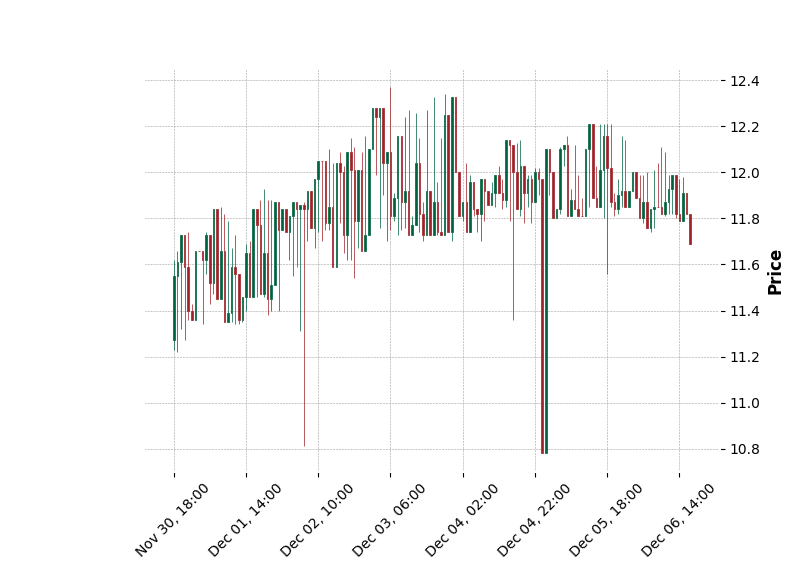 12.4
12.2
12.0
11.8
11.6
11.4
11.2
11.0
10.8
Price
Nov 30, 18:00
Dec 01, 14:00
Dec 02, 10:00
Dec 03, 06:00
Dec 04, 02:00
Dec 04, 22:00
Dec 05, 18:00
Dec 06, 14:00